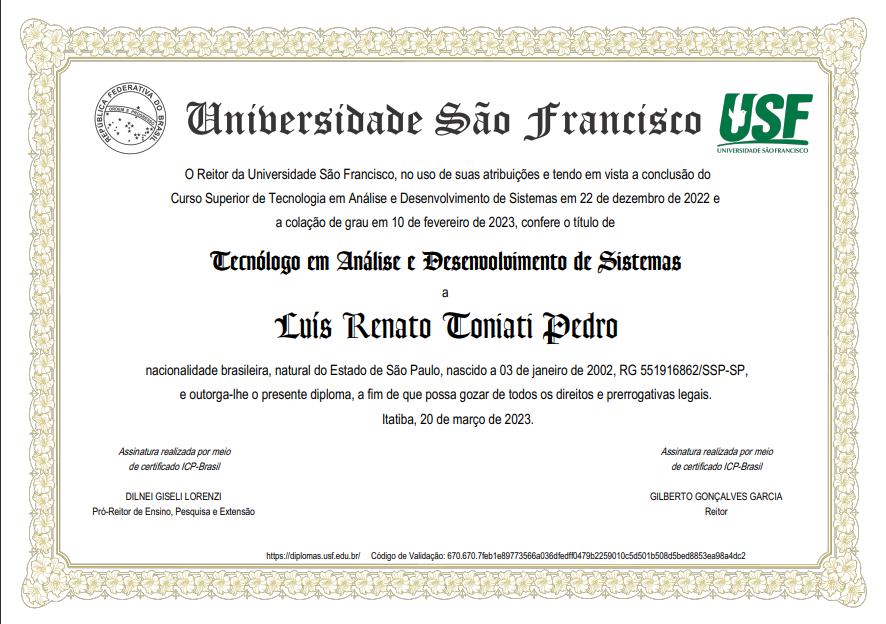 REPÚBLICA FEDERATIVA DO BRASIL
ORDEM E PROGRESSO
Universidade São Francisco
USF
UNIVERSIDADE SÃO FRANCISCO
O Reitor da Universidade São Francisco, no uso de suas atribuições e tendo em vista a conclusão do
Curso Superior de Tecnologia em Análise e Desenvolvimento de Sistemas em 22 de dezembro de 2022 e
a colação de grau em 10 de fevereiro de 2023, confere o título de
Tecnólogo em Análise e Desenvolvimento de Sistemas
a
Luís Renato Toniati Pedro
nacionalidade brasileira, natural do Estado de São Paulo, nascido a 03 de janeiro de 2002, RG 551916862/SSP-SP,
e outorga-lhe o presente diploma, a fim de que possa gozar de todos os direitos e prerrogativas legais.
Itatiba, 20 de março de 2023.
Assinatura realizada por meio
de certificado ICP-Brasil
DILNEI GISELI LORENZI
Pró-Reitor de Ensino, Pesquisa e Extensão
Assinatura realizada por meio
de certificado ICP-Brasil
GILBERTO GONÇALVES GARCIA
Reitor
https://diplomas.usf.edu.br/ Código de Validação: 670.670.7feb1e89773566a036dfedff0479b2259010c5d501b508d5bed8853ea98a4dc2